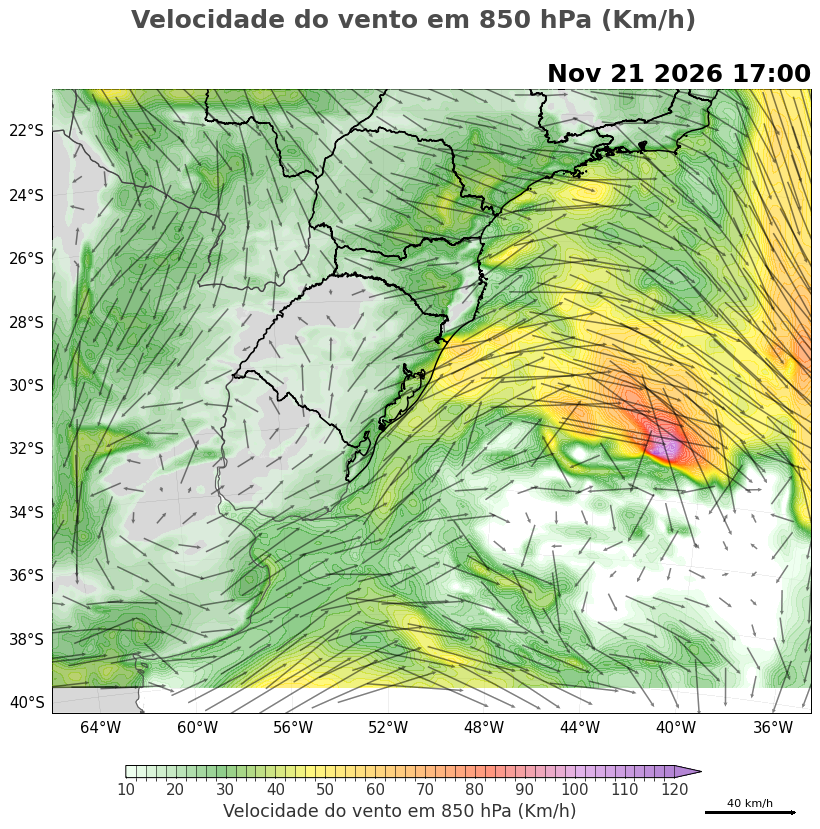 Velocidade do vento em 850 hPa (Km/h)
Nov 21 2026 17:00
22°S
24°S
26°S
28°S
30°S
32°S
34°S
36°S
38°S
40°S
64°W 60°W 56°W 52°W 48°W 44°W 40°W 36°W
10 20 30 40 50 60 70 80 90 100 110 120
Velocidade do vento em 850 hPa (Km/h)
40 km/h